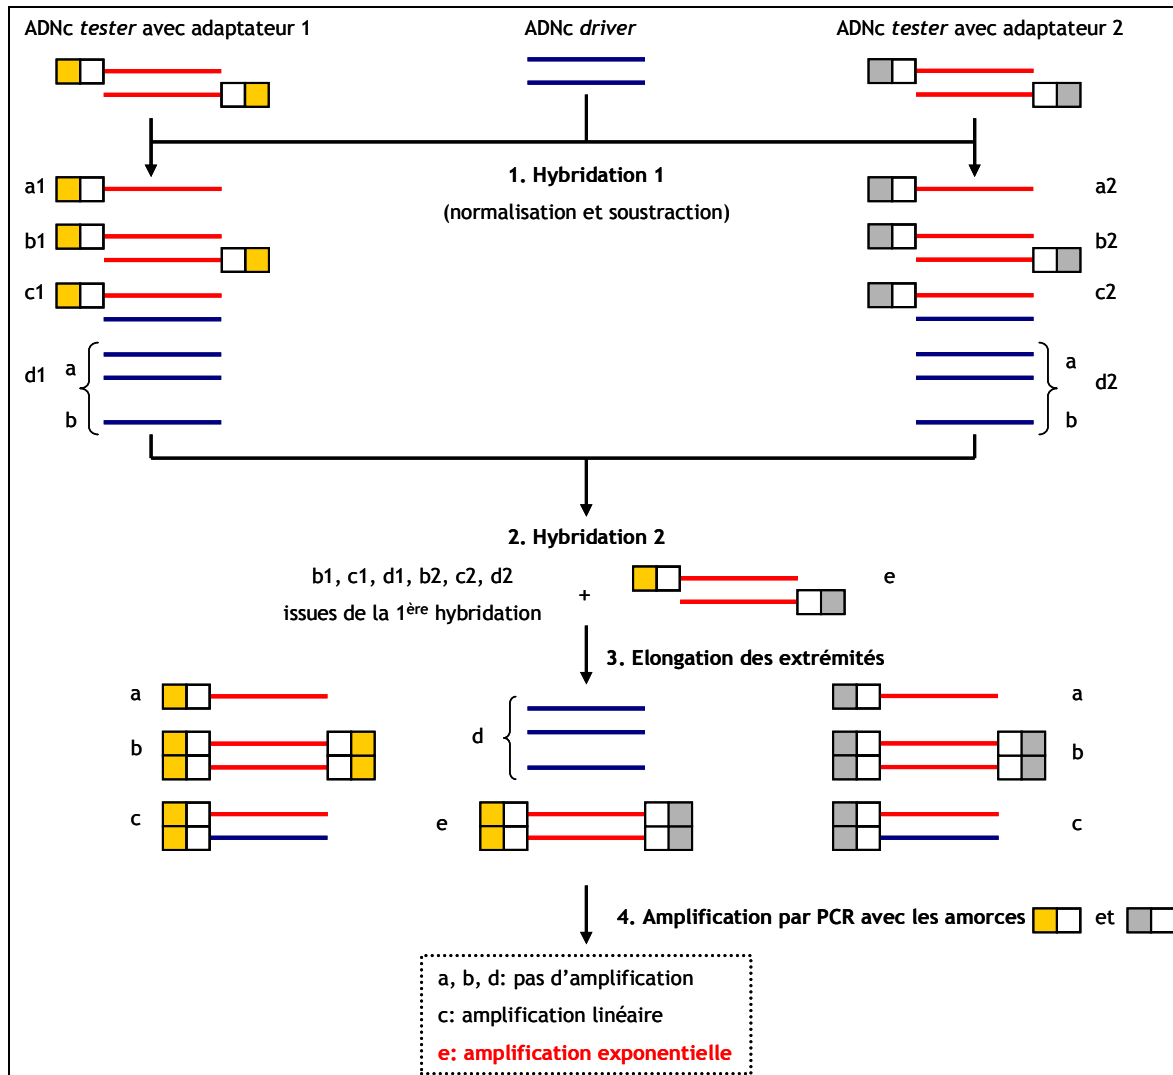 ADNc tester avec adaptateur 1
ADNc driver
ADNc tester avec adaptateur 2
1. Hybridation 1
(normalisation et soustraction)
a1
b1
c1
d1
a
b
a2
b2
c2
a
d2
b
2. Hybridation 2
b1, c1, d1, b2, c2, d2
issues de la 1ère hybridation
+
e
3. Elongation des extrémités
a
b
c
d
e
a
b
c
4. Amplification par PCR avec les amorces et
a, b, d: pas d’amplification
c: amplification linéaire
e: amplification exponentielle